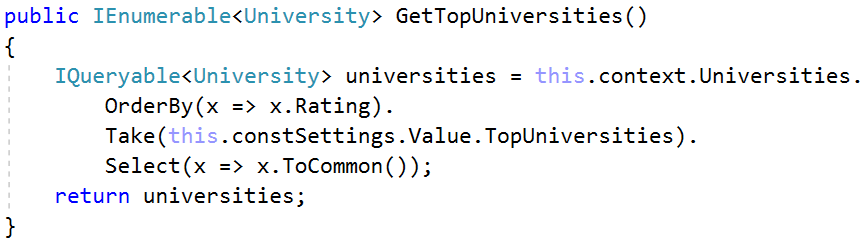 public IEnumerable<University> GetTopUniversities()
{
    IQueryable<University> universities = this.context.Universities.
        OrderBy(x => x.Rating).
        Take(this.constSettings.Value.TopUniversities).
        Select(x => x.ToCommon());
    return universities;
}